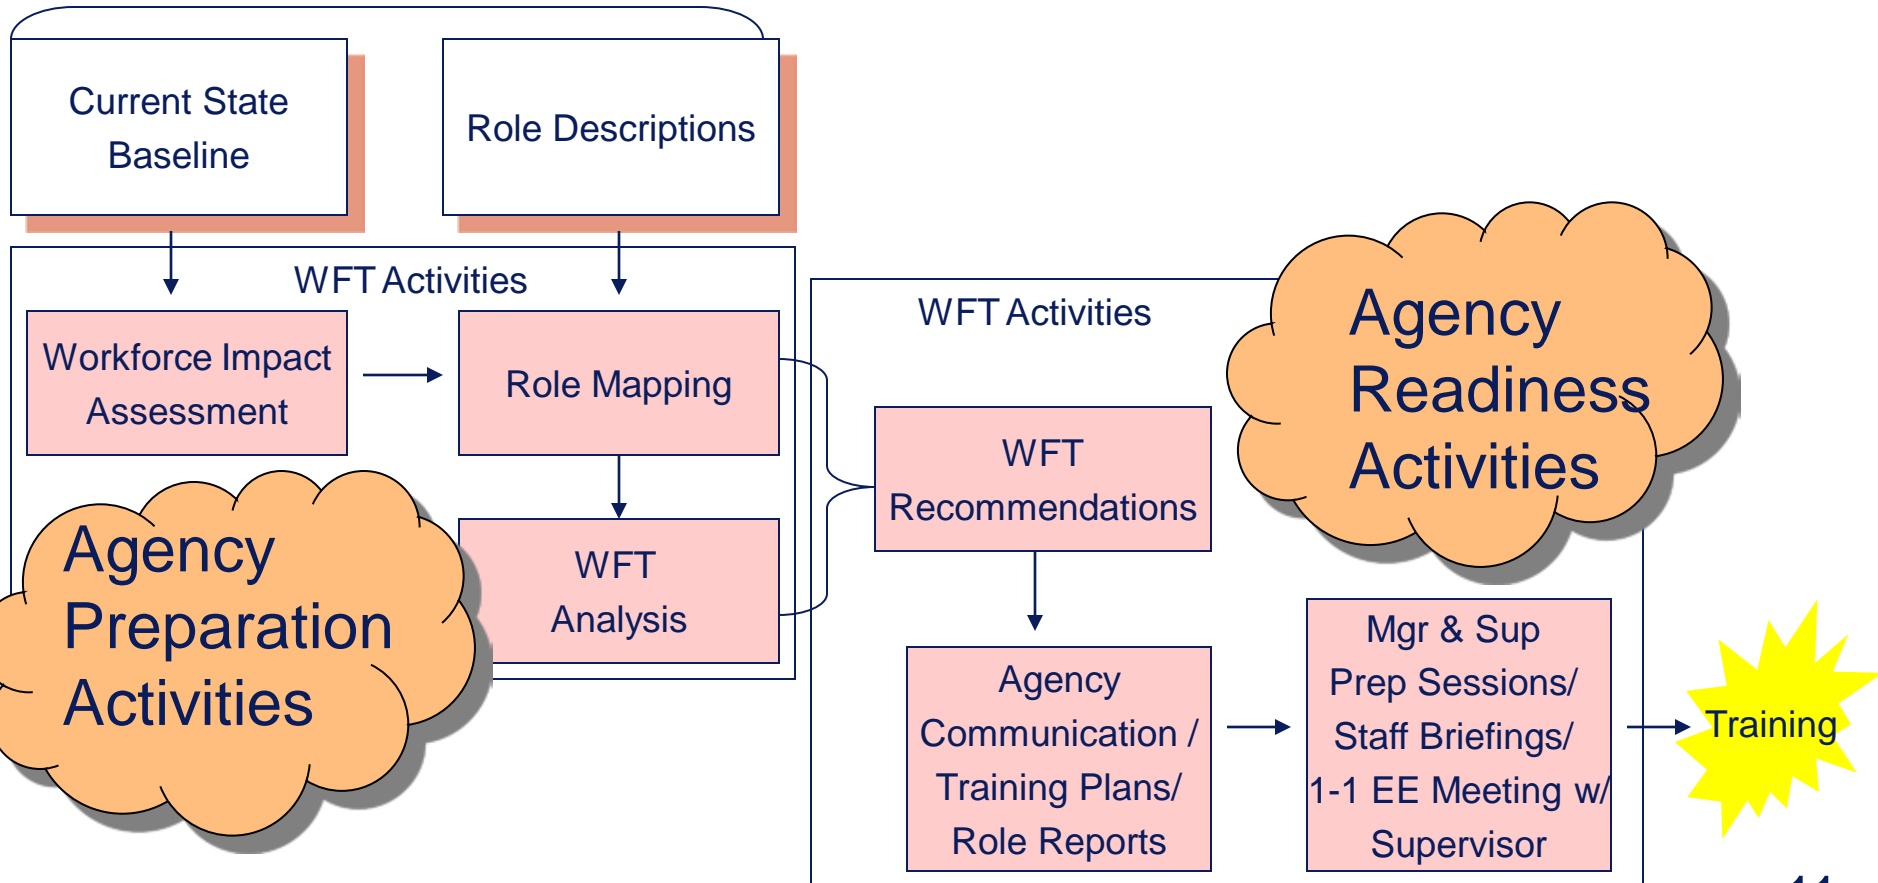 Current State
Baseline
Role Descriptions
WFT Activities
Workforce Impact
Assessment
Role Mapping
WFT
Analysis
Agency
Preparation
Activities
WFT Activities
WFT
Recommendations
Agency
Readiness
Activities
Agency
Communication /
Training Plans/
Role Reports
Mgr & Sup
Prep Sessions/
Staff Briefings/
1-1 EE Meeting w/
Supervisor
Training